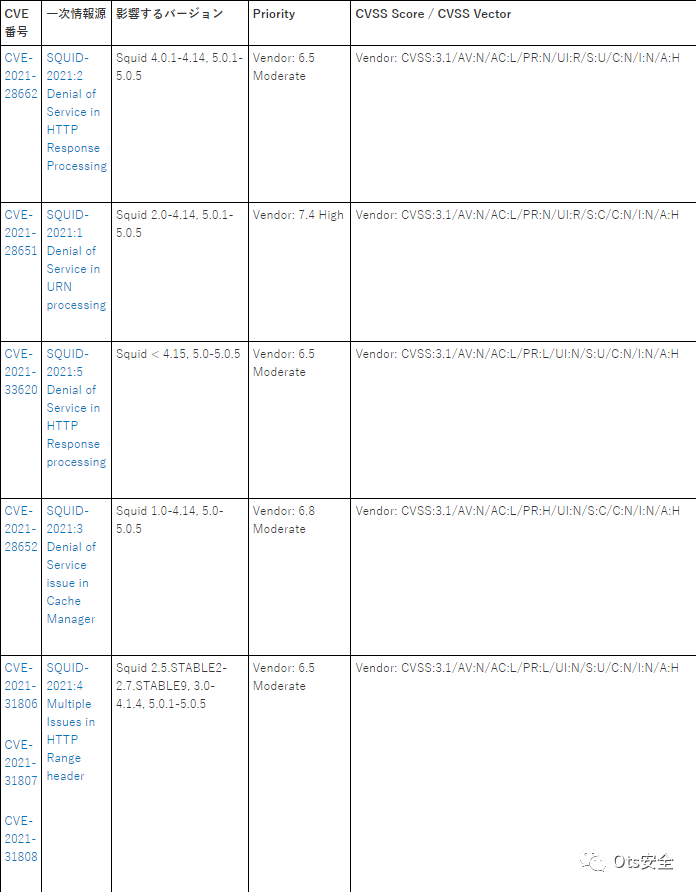 CVE
番号
一次情報源
影響するバージョン
Priority
CVSS Score / CVSS Vector
CVE-
2021-
28662
SQUID-
2021:2
Denial of
Service in
HTTP
Response
Processing
Squid 4.0.1-4.14, 5.0.1-
5.0.5
Vendor: 6.5
Moderate
Vendor: CVSS:3.1/AV:N/AC:L/PR:N/UI:R/S:U/C:N/I:N/A:H
CVE-
2021-
28651
SQUID-
2021:1
Denial of
Service in
URN
processing
Squid 2.0-4.14, 5.0.1-
5.0.5
Vendor: 7.4 High
Vendor: CVSS:3.1/AV:N/AC:L/PR:N/UI:R/S:C/C:N/I:N/A:H
CVE-
2021-
33620
SQUID-
2021:5
Denial of
Service in
HTTP
Response
processing
Squid < 4.15, 5.0-5.0.5
Vendor: 6.5
Moderate
Vendor: CVSS:3.1/AV:N/AC:L/PR:L/UI:N/S:U/C:N/I:N/A:H
CVE-
2021-
28652
SQUID-
2021:3
Denial of
Service
issue in
Cache
Manager
Squid 1.0-4.14, 5.0-
5.0.5
Vendor: 6.8
Moderate
Vendor: CVSS:3.1/AV:N/AC:L/PR:H/UI:N/S:C/C:N/I:N/A:H
CVE-
2021-
31806
CVE-
2021-
31807
CVE-
2021-
31808
SQUID-
2021:4
Multiple
Issues in
HTTP
Range
header
Squid 2.5.STABLE2-
2.7.STABLE9, 3.0-
4.1.4, 5.0.1-5.0.5
Vendor: 6.5
Moderate
Vendor: CVSS:3.1/AV:N/AC:L/PR:L/UI:N/S:U/C:N/I:N/A:H
Ots安全